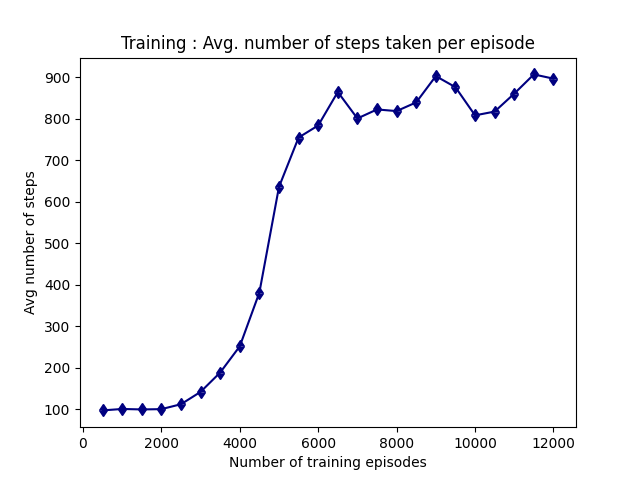 Training : Avg. number of steps taken per episode
900
800
700
600
500
400
300
200
100
Avg number of steps
0 2000 4000 6000 8000 10000 12000
Number of training episodes